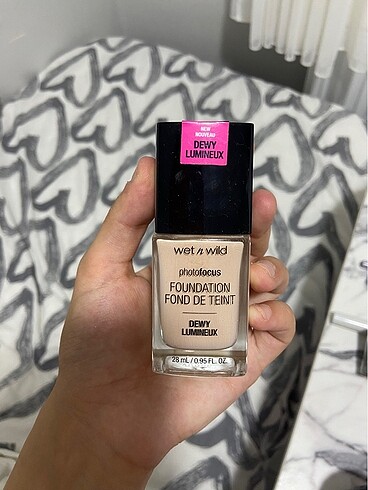 NEW
NOUVEAU
DEWY
LUMINEUX
wet n wild
photofocus
FOUNDATION
FOND DE TEINT
DEWY
LUMINEUX
28 mL / 0.95 FL. OZ.